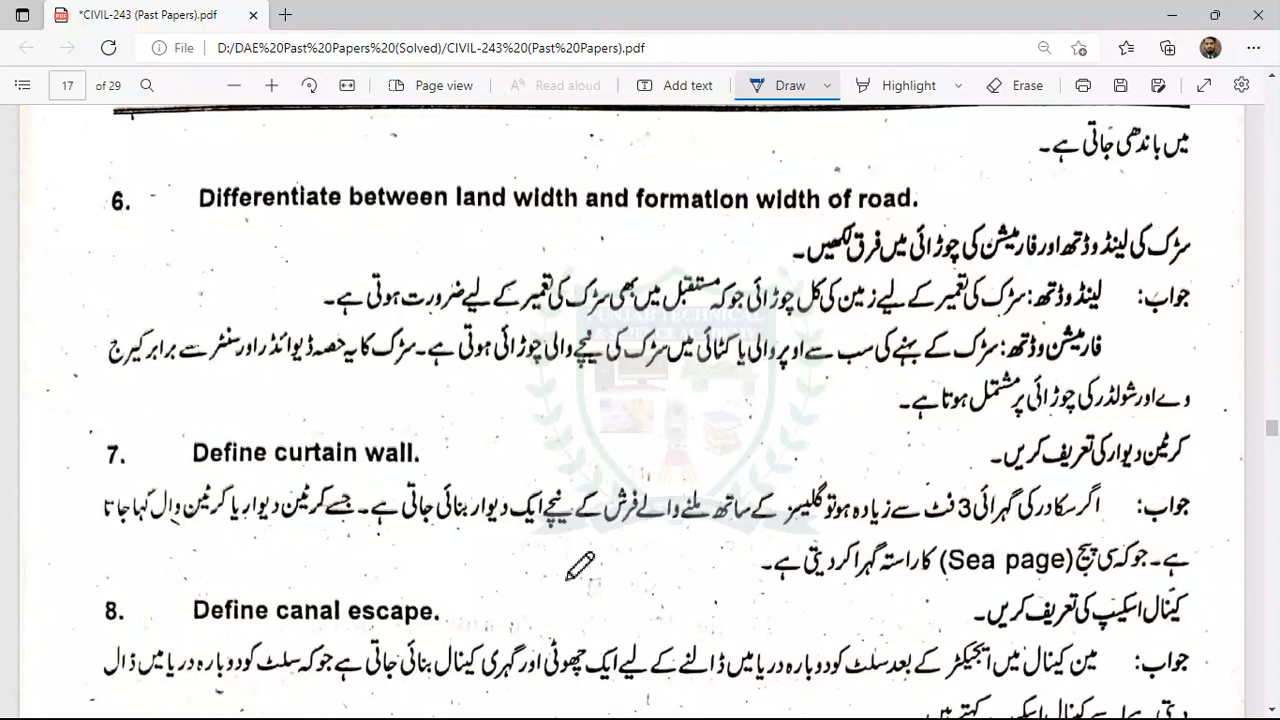 *CIVIL-243 (Past Papers).pdf
File D:/DAE%20Past%20Papers%20(Solved)/CIVIL-243%20(Past%20Papers).pdf
17 of 29 Page view Read aloud Add text Draw Highlight Erase
میں باندھی جاتی ہے۔
6. Differentiate between land width and formation width of road.
سڑک کی لینڈ وڈتھ اور فارمیشن کی چوڑائی میں فرق لکھیں۔
جواب: لینڈ وڈتھ: سڑک کی تعمیر کے لیے زمین کی کل چوڑائی جو کہ مستقبل میں بھی سڑک کی تعمیر کے لیے ضرورت ہوتی ہے۔
PUNJAB TECHNICAL
& SCIENCE ACADEMY
فارمیشن وڈتھ: سڑک کے بہنے کی سب سے اوپر والی یا کٹائی میں سڑک کی نیچے والی چوڑائی ہوتی ہے۔ سڑک کا یہ حصہ ڈیوائڈر اور سنٹر سے برابر کیرج
وے اور شولڈر کی چوڑائی پر مشتمل ہوتا ہے۔
7. Define curtain wall. کرٹین دیوار کی تعریف کریں۔
جواب: اگر سکادر کی گہرائی 3 فٹ سے زیادہ ہو تو گلیسز کے ساتھ ملنے والے فرش کے نیچے ایک دیوار بنائی جاتی ہے۔ جسے کرٹین دیوار یا کرٹین وال کہا جاتا
ہے۔ جو کہ سی پیج (Sea page) کا راستہ گہرا کر دیتی ہے۔
8. Define canal escape. کینال اسکیپ کی تعریف کریں۔
جواب: مین کینال میں ایجیکٹر کے بعد سلٹ کو دوبارہ دریا میں ڈالنے کے لیے ایک چھوٹی اور گہری کینال بنائی جاتی ہے جو کہ سلٹ کو دوبارہ دریا میں ڈال